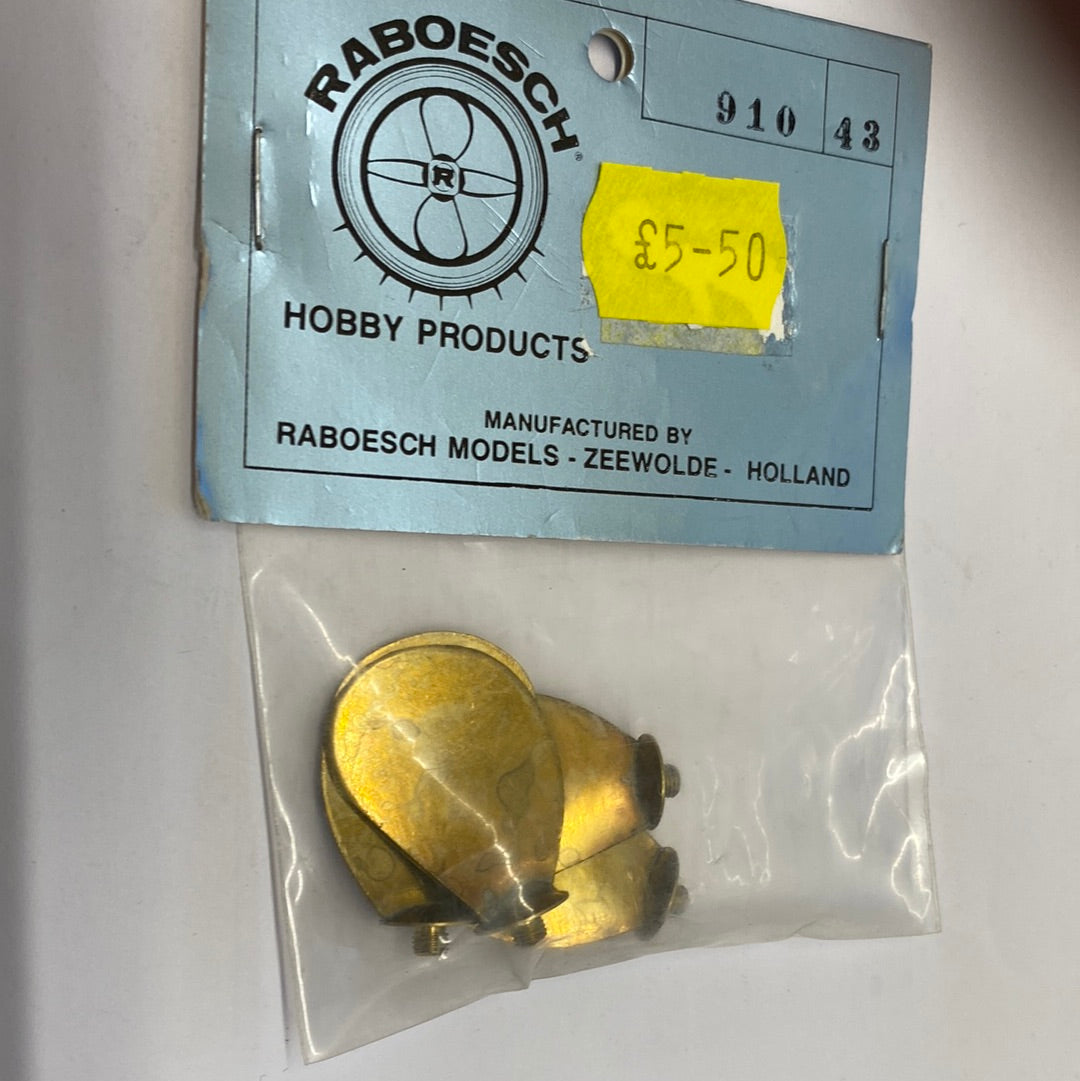 RABOESCH®
R
910 43
£5-50
HOBBY PRODUCTS
MANUFACTURED BY
RABOESCH MODELS - ZEEWOLDE - HOLLAND